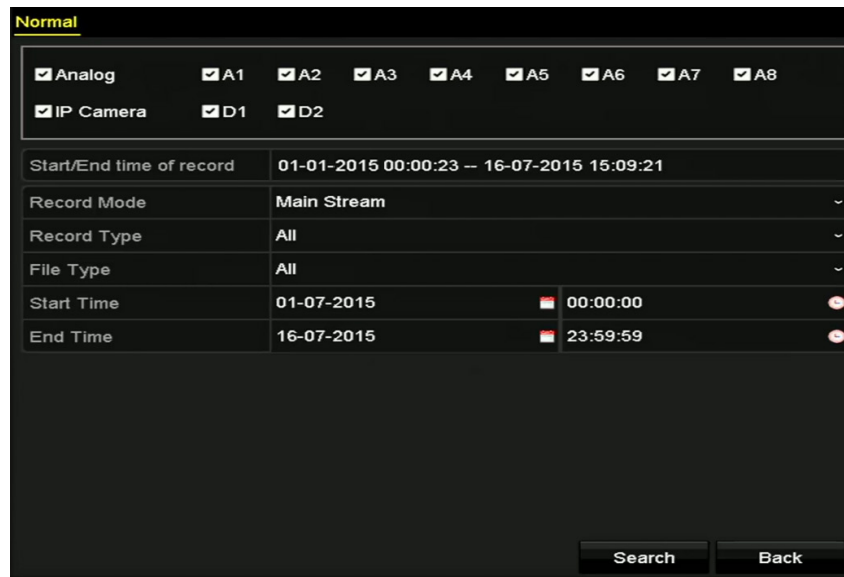 Normal
Analog A1 A2 A3 A4 A5 A6 A7 A8
IP Camera D1 D2
Start/End time of record 01-01-2015 00:00:23 -- 16-07-2015 15:09:21
Record Mode Main Stream
Record Type All
File Type All
Start Time 01-07-2015 00:00:00
End Time 16-07-2015 23:59:59
Search Back